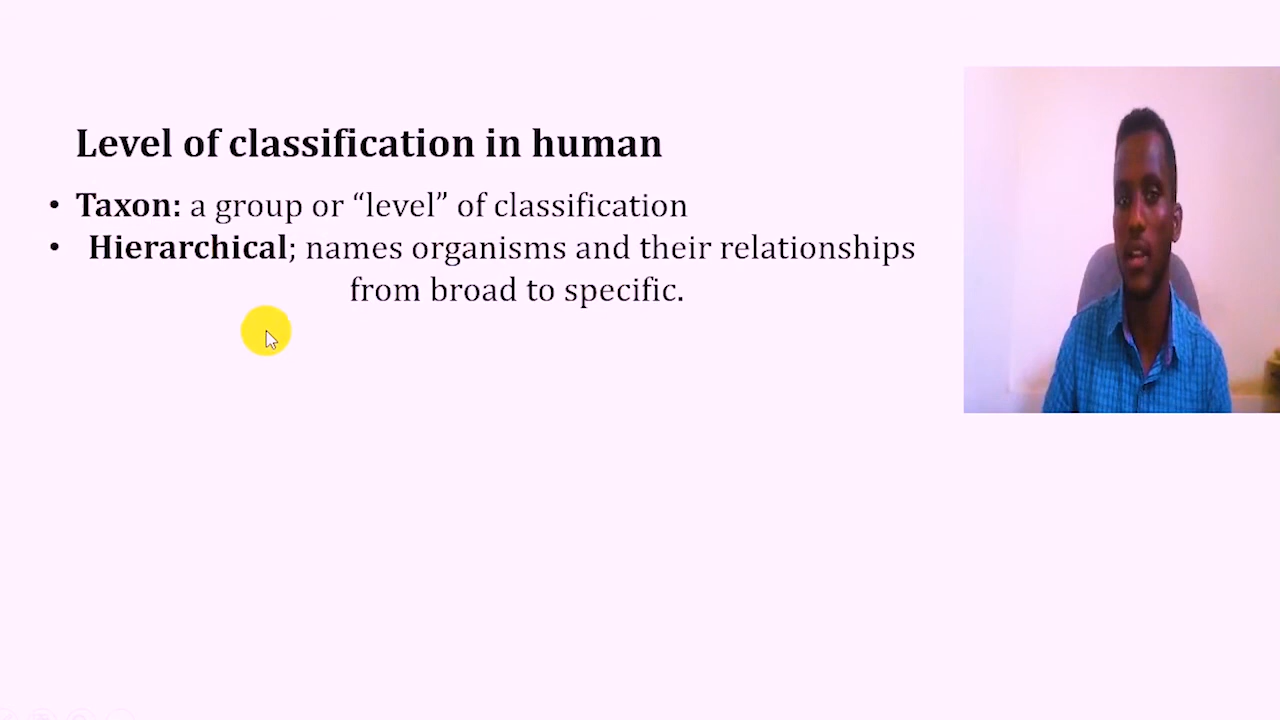 Level of classification in human
• Taxon: a group or “level” of classification
• Hierarchical; names organisms and their relationships
from broad to specific.